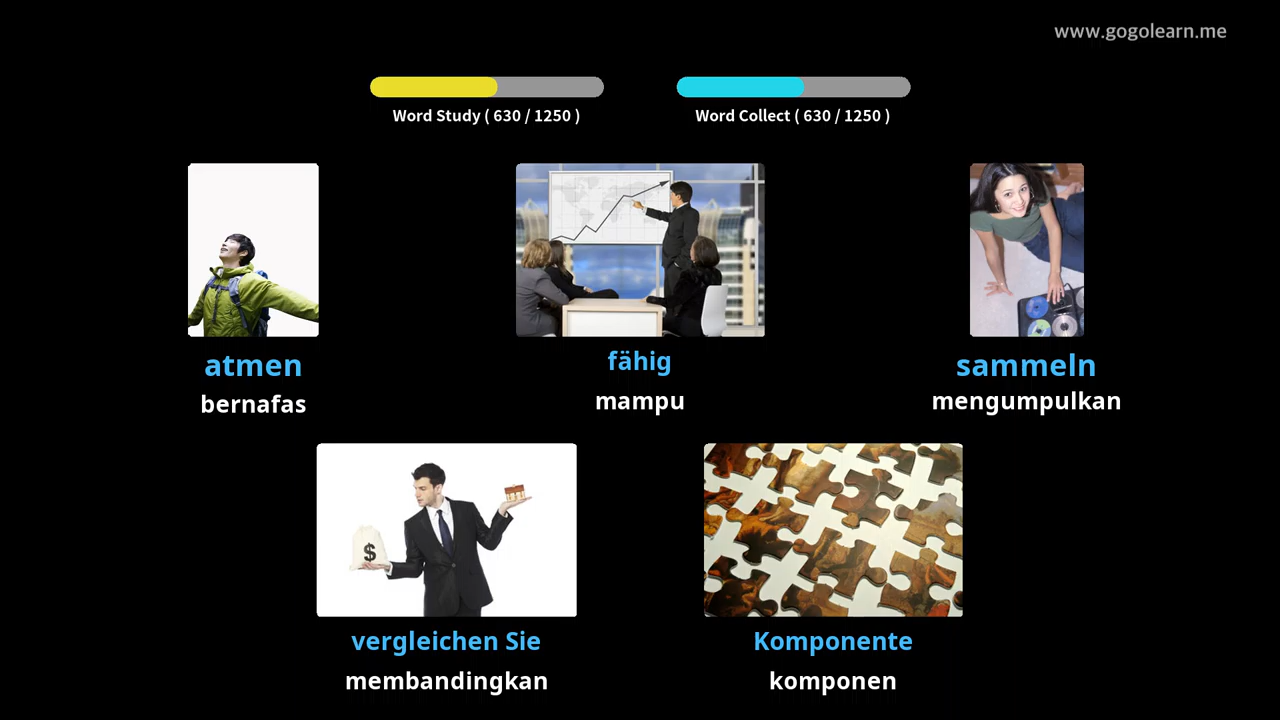 www.gogolearn.me
Word Study ( 630 / 1250 )
Word Collect ( 630 / 1250 )
atmen
bernafas
fähig
mampu
sammeln
mengumpulkan
$
vergleichen Sie
membandingkan
Komponente
komponen